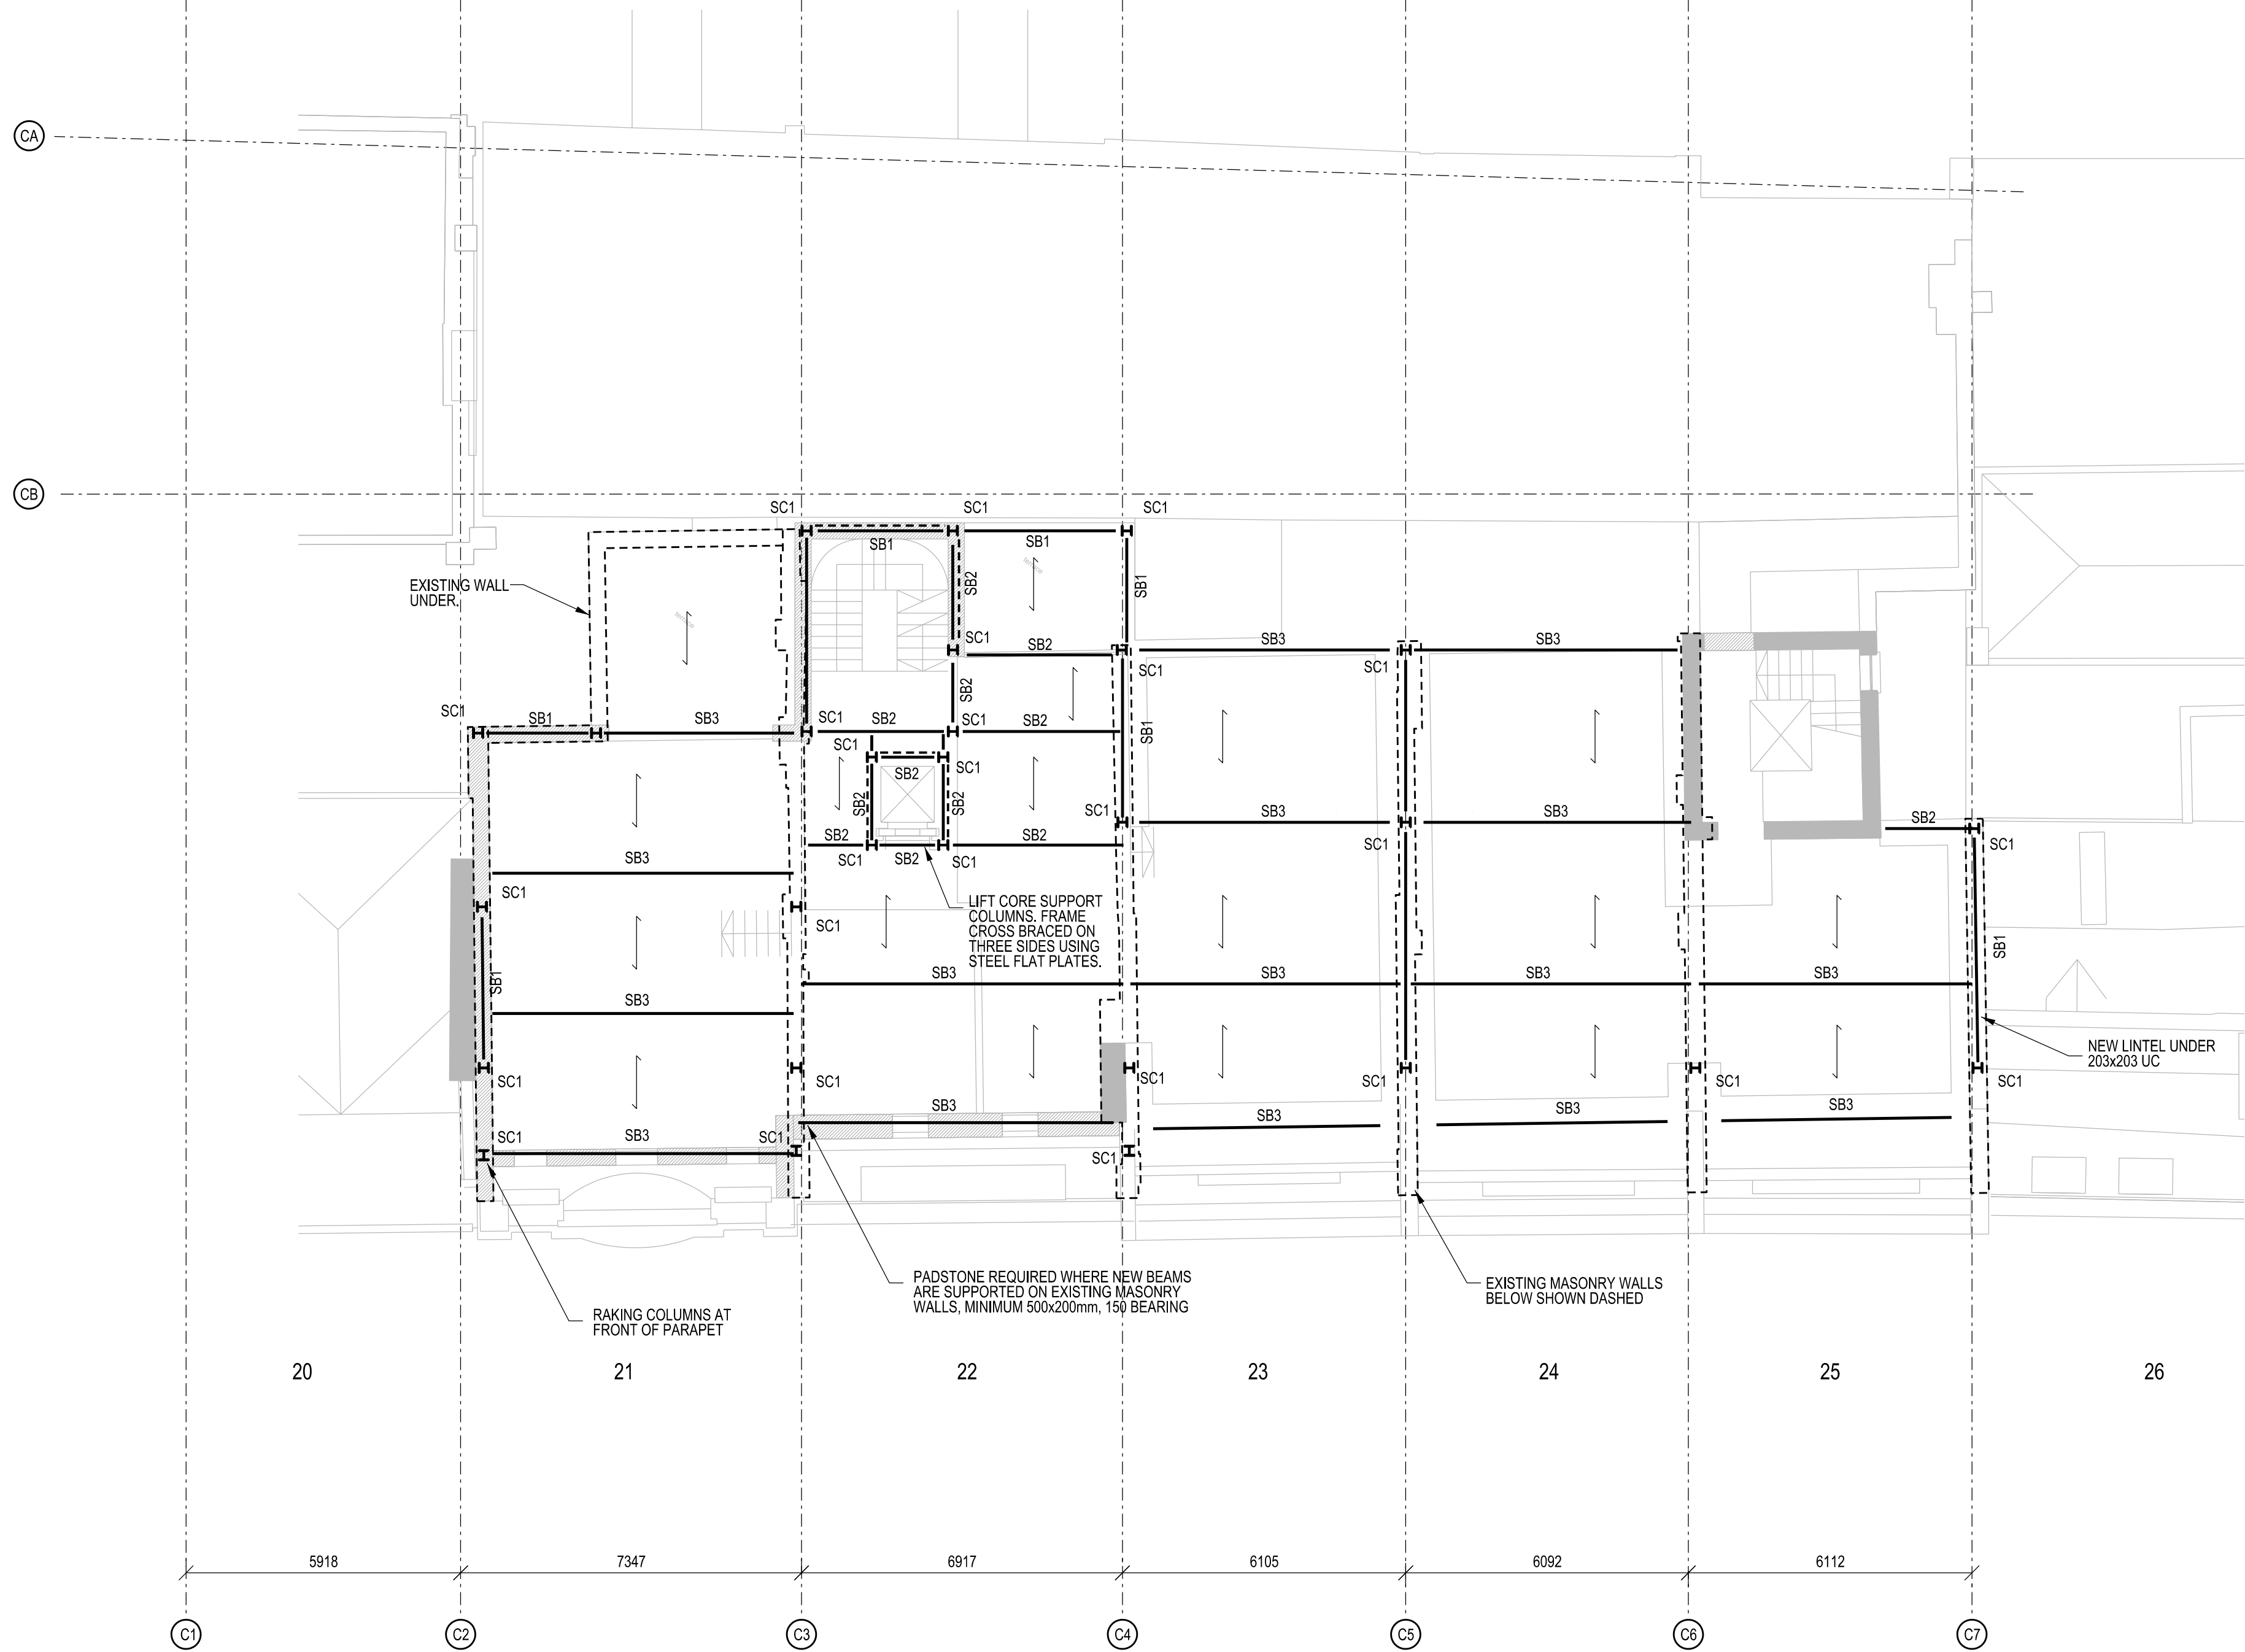 CA
CB
SC1
SC1
SC1
SB1
SB1
SB2
SB1
terrace
EXISTING WALL
UNDER.
terrace
SC1
SB2
SB3
SB3
SC1
SC1
SC1
SB2
SC1
SB1
SB3
SC1
SB2
SC1
SB2
SB1
SC1
SC1
SB2
SB2
SB2
SC1
SB3
SB3
SB2
SB2
SB2
SC1
SC1
SB2
SC1
SC1
SB3
SC1
SC1
LIFT CORE SUPPORT
COLUMNS. FRAME
CROSS BRACED ON
THREE SIDES USING
STEEL FLAT PLATES.
SB1
SB1
SB3
SB3
SB3
SB3
SB3
NEW LINTEL UNDER
203x203 UC
SC1
SC1
SC1
SC1
SC1
SC1
SB3
SB3
SB3
SB3
SC1
SB3
SC1
SC1
PADSTONE REQUIRED WHERE NEW BEAMS
ARE SUPPORTED ON EXISTING MASONRY
WALLS, MINIMUM 500x200mm, 150 BEARING
EXISTING MASONRY WALLS
BELOW SHOWN DASHED
RAKING COLUMNS AT
FRONT OF PARAPET
20
21
22
23
24
25
26
5918
7347
6917
6105
6092
6112
C1
C2
C3
C4
C5
C6
C7